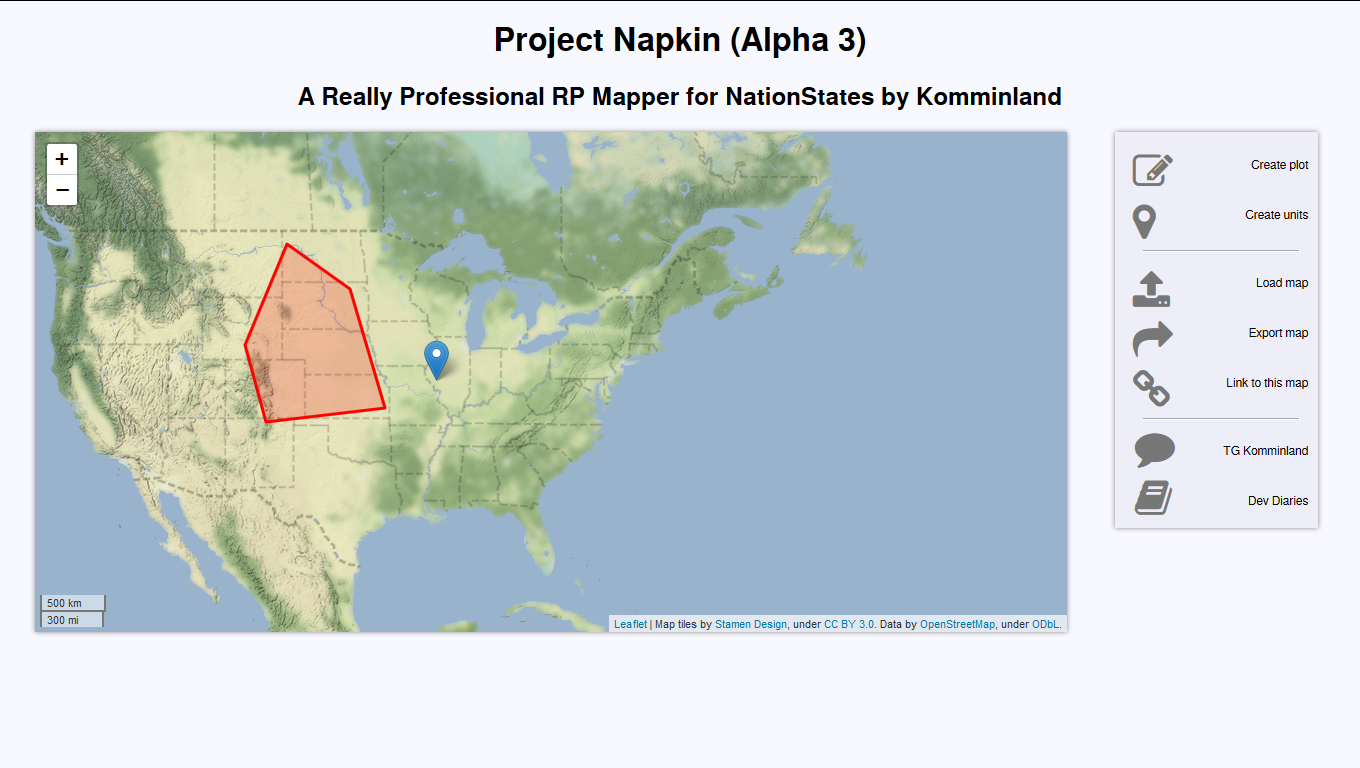 Project Napkin (Alpha 3)
A Really Professional RP Mapper for NationStates by Komminland
+
−
Create plot
Create units
Load map
Export map
Link to this map
TG Komminland
Dev Diaries
500 km
300 mi
Leaflet | Map tiles by Stamen Design, under CC BY 3.0. Data by OpenStreetMap, under ODbL.